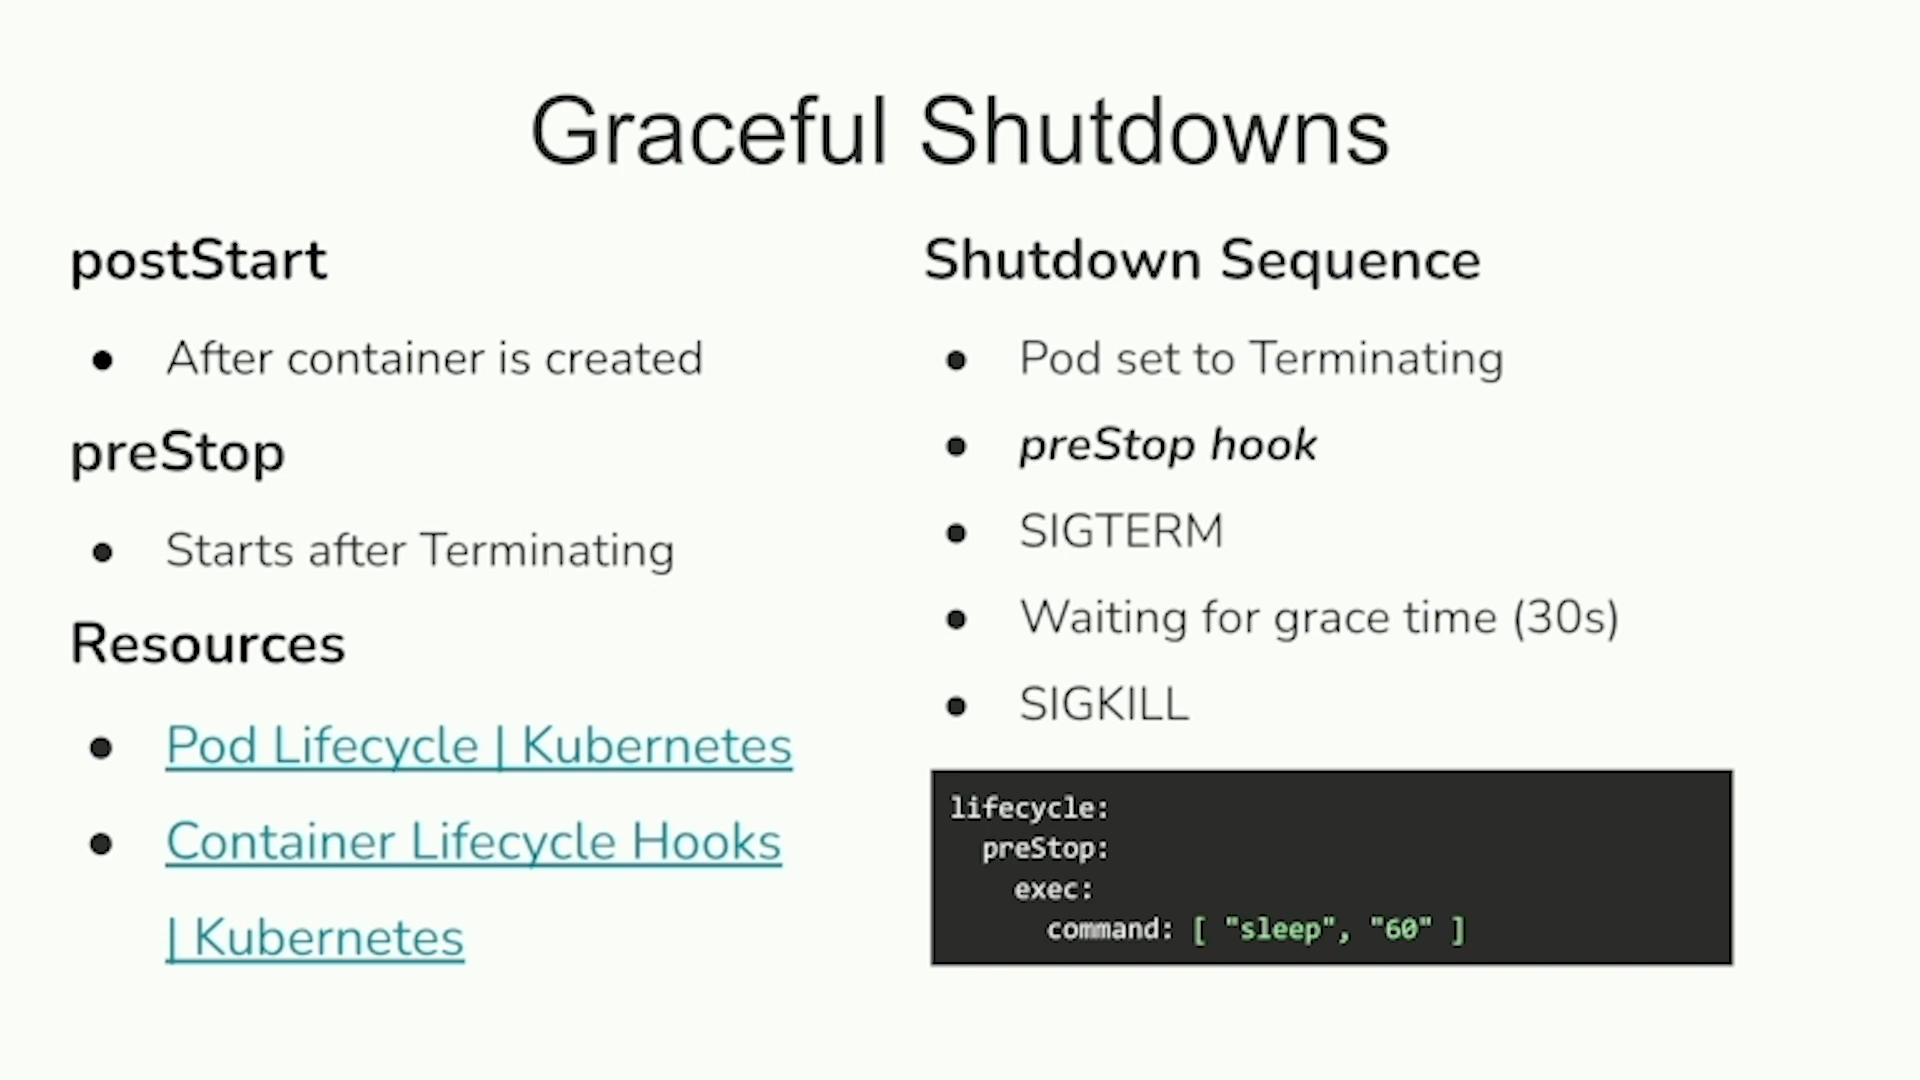 Graceful Shutdowns
postStart
● After container is created
preStop
● Starts after Terminating
Resources
● Pod Lifecycle | Kubernetes
● Container Lifecycle Hooks
| Kubernetes
Shutdown Sequence
● Pod set to Terminating
● preStop hook
● SIGTERM
● Waiting for grace time (30s)
● SIGKILL
lifecycle:
  preStop:
    exec:
      command: [ "sleep", "60" ]